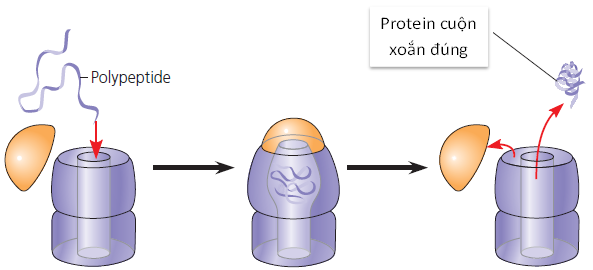 Polypeptide
Protein cuộn
xoắn đúng